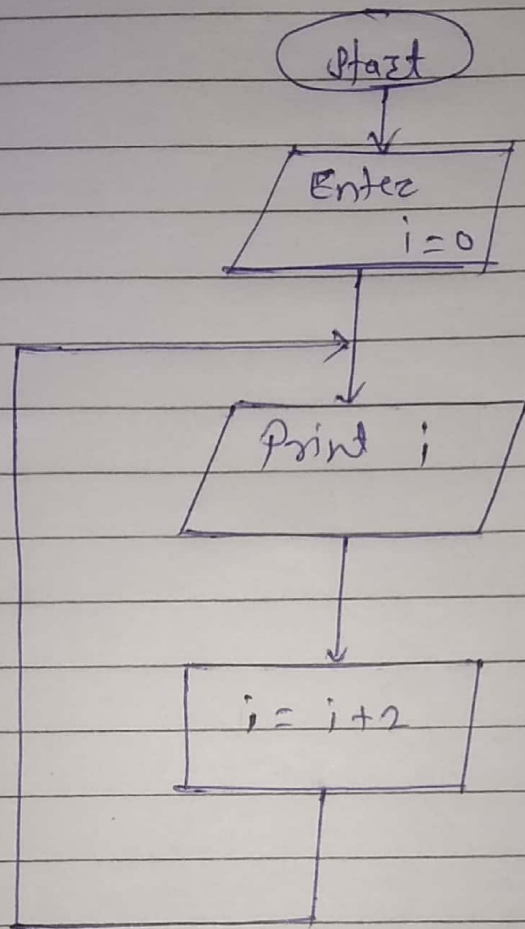 Start
Enter
i=0
Print i
i = i+2